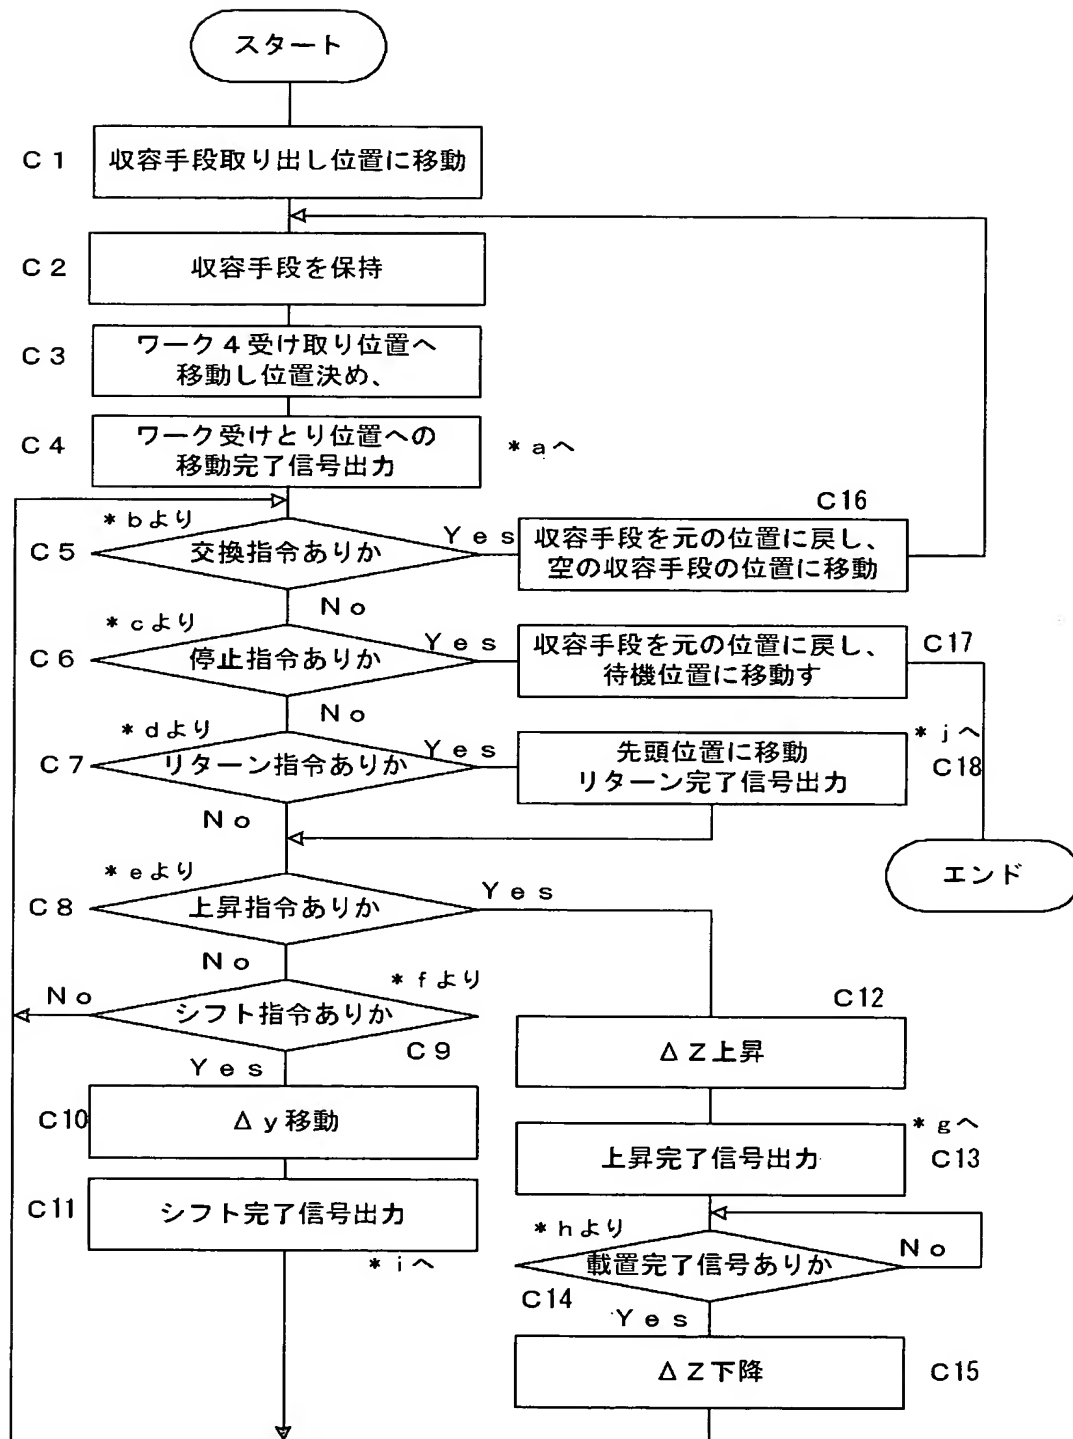 スタート
C1
収容手段取り出し位置に移動
C2
収容手段を保持
C3
ワーク4受け取り位置へ
移動し位置決め、
C4
ワーク受けとり位置への
移動完了信号出力
*aへ
*bより
C5
交換指令ありか
Yes
C16
収容手段を元の位置に戻し、
空の収容手段の位置に移動
No
*cより
C6
停止指令ありか
Yes
収容手段を元の位置に戻し、
待機位置に移動す
C17
No
*dより
C7
リターン指令ありか
Yes
先頭位置に移動
リターン完了信号出力
*jへ
C18
No
エンド
*eより
C8
上昇指令ありか
Yes
No
*fより
No
シフト指令ありか
C9
Yes
C12
ΔZ上昇
C10
Δy移動
*gへ
上昇完了信号出力
C13
C11
シフト完了信号出力
*iへ
*hより
載置完了信号ありか
No
C14
Yes
ΔZ下降
C15